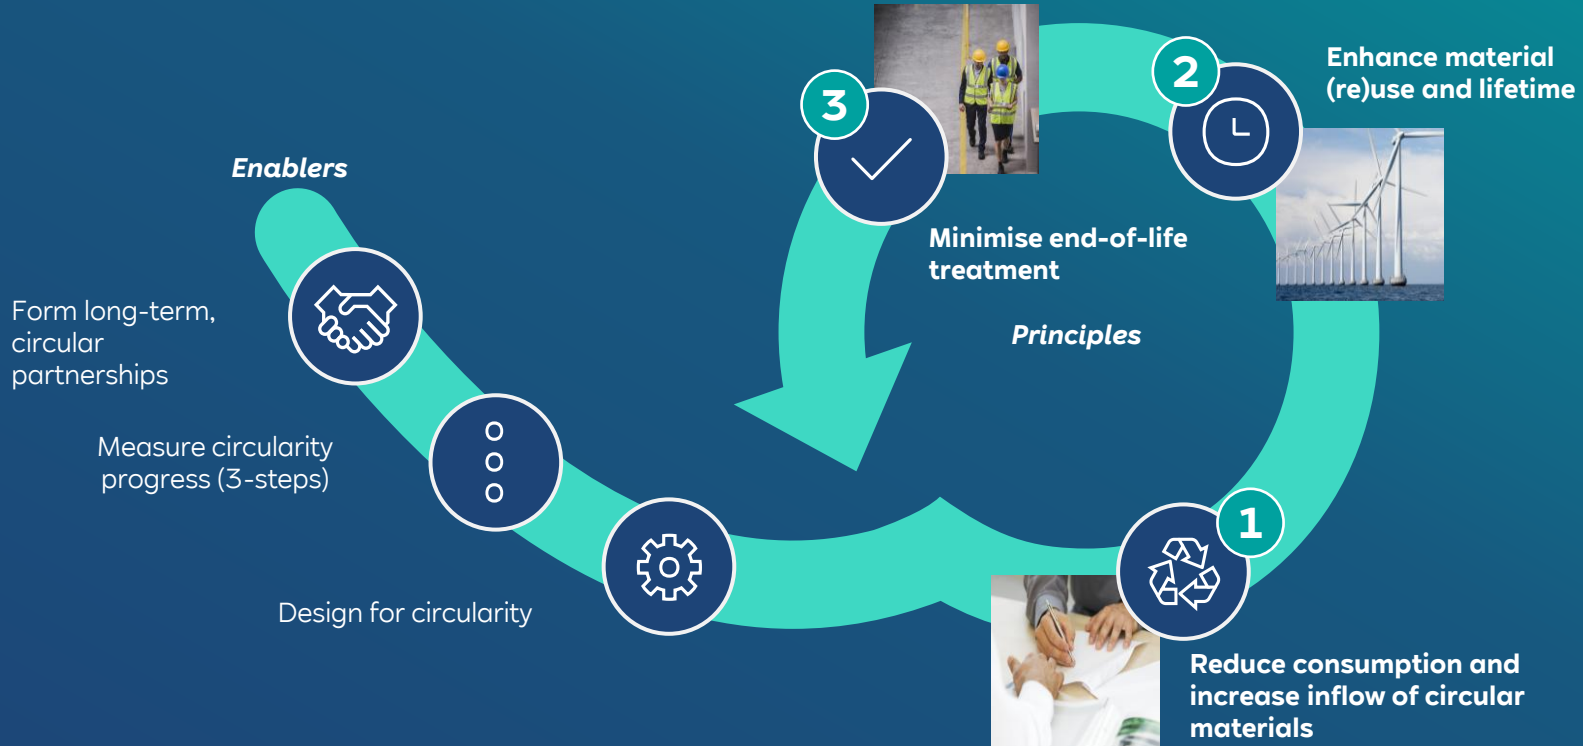 Enablers
Form long-term,
circular
partnerships
Measure circularity
progress (3-steps)
Design for circularity
Principles
1
Reduce consumption and
increase inflow of circular
materials
2
Enhance material
(re)use and lifetime
3
Minimise end-of-life
treatment